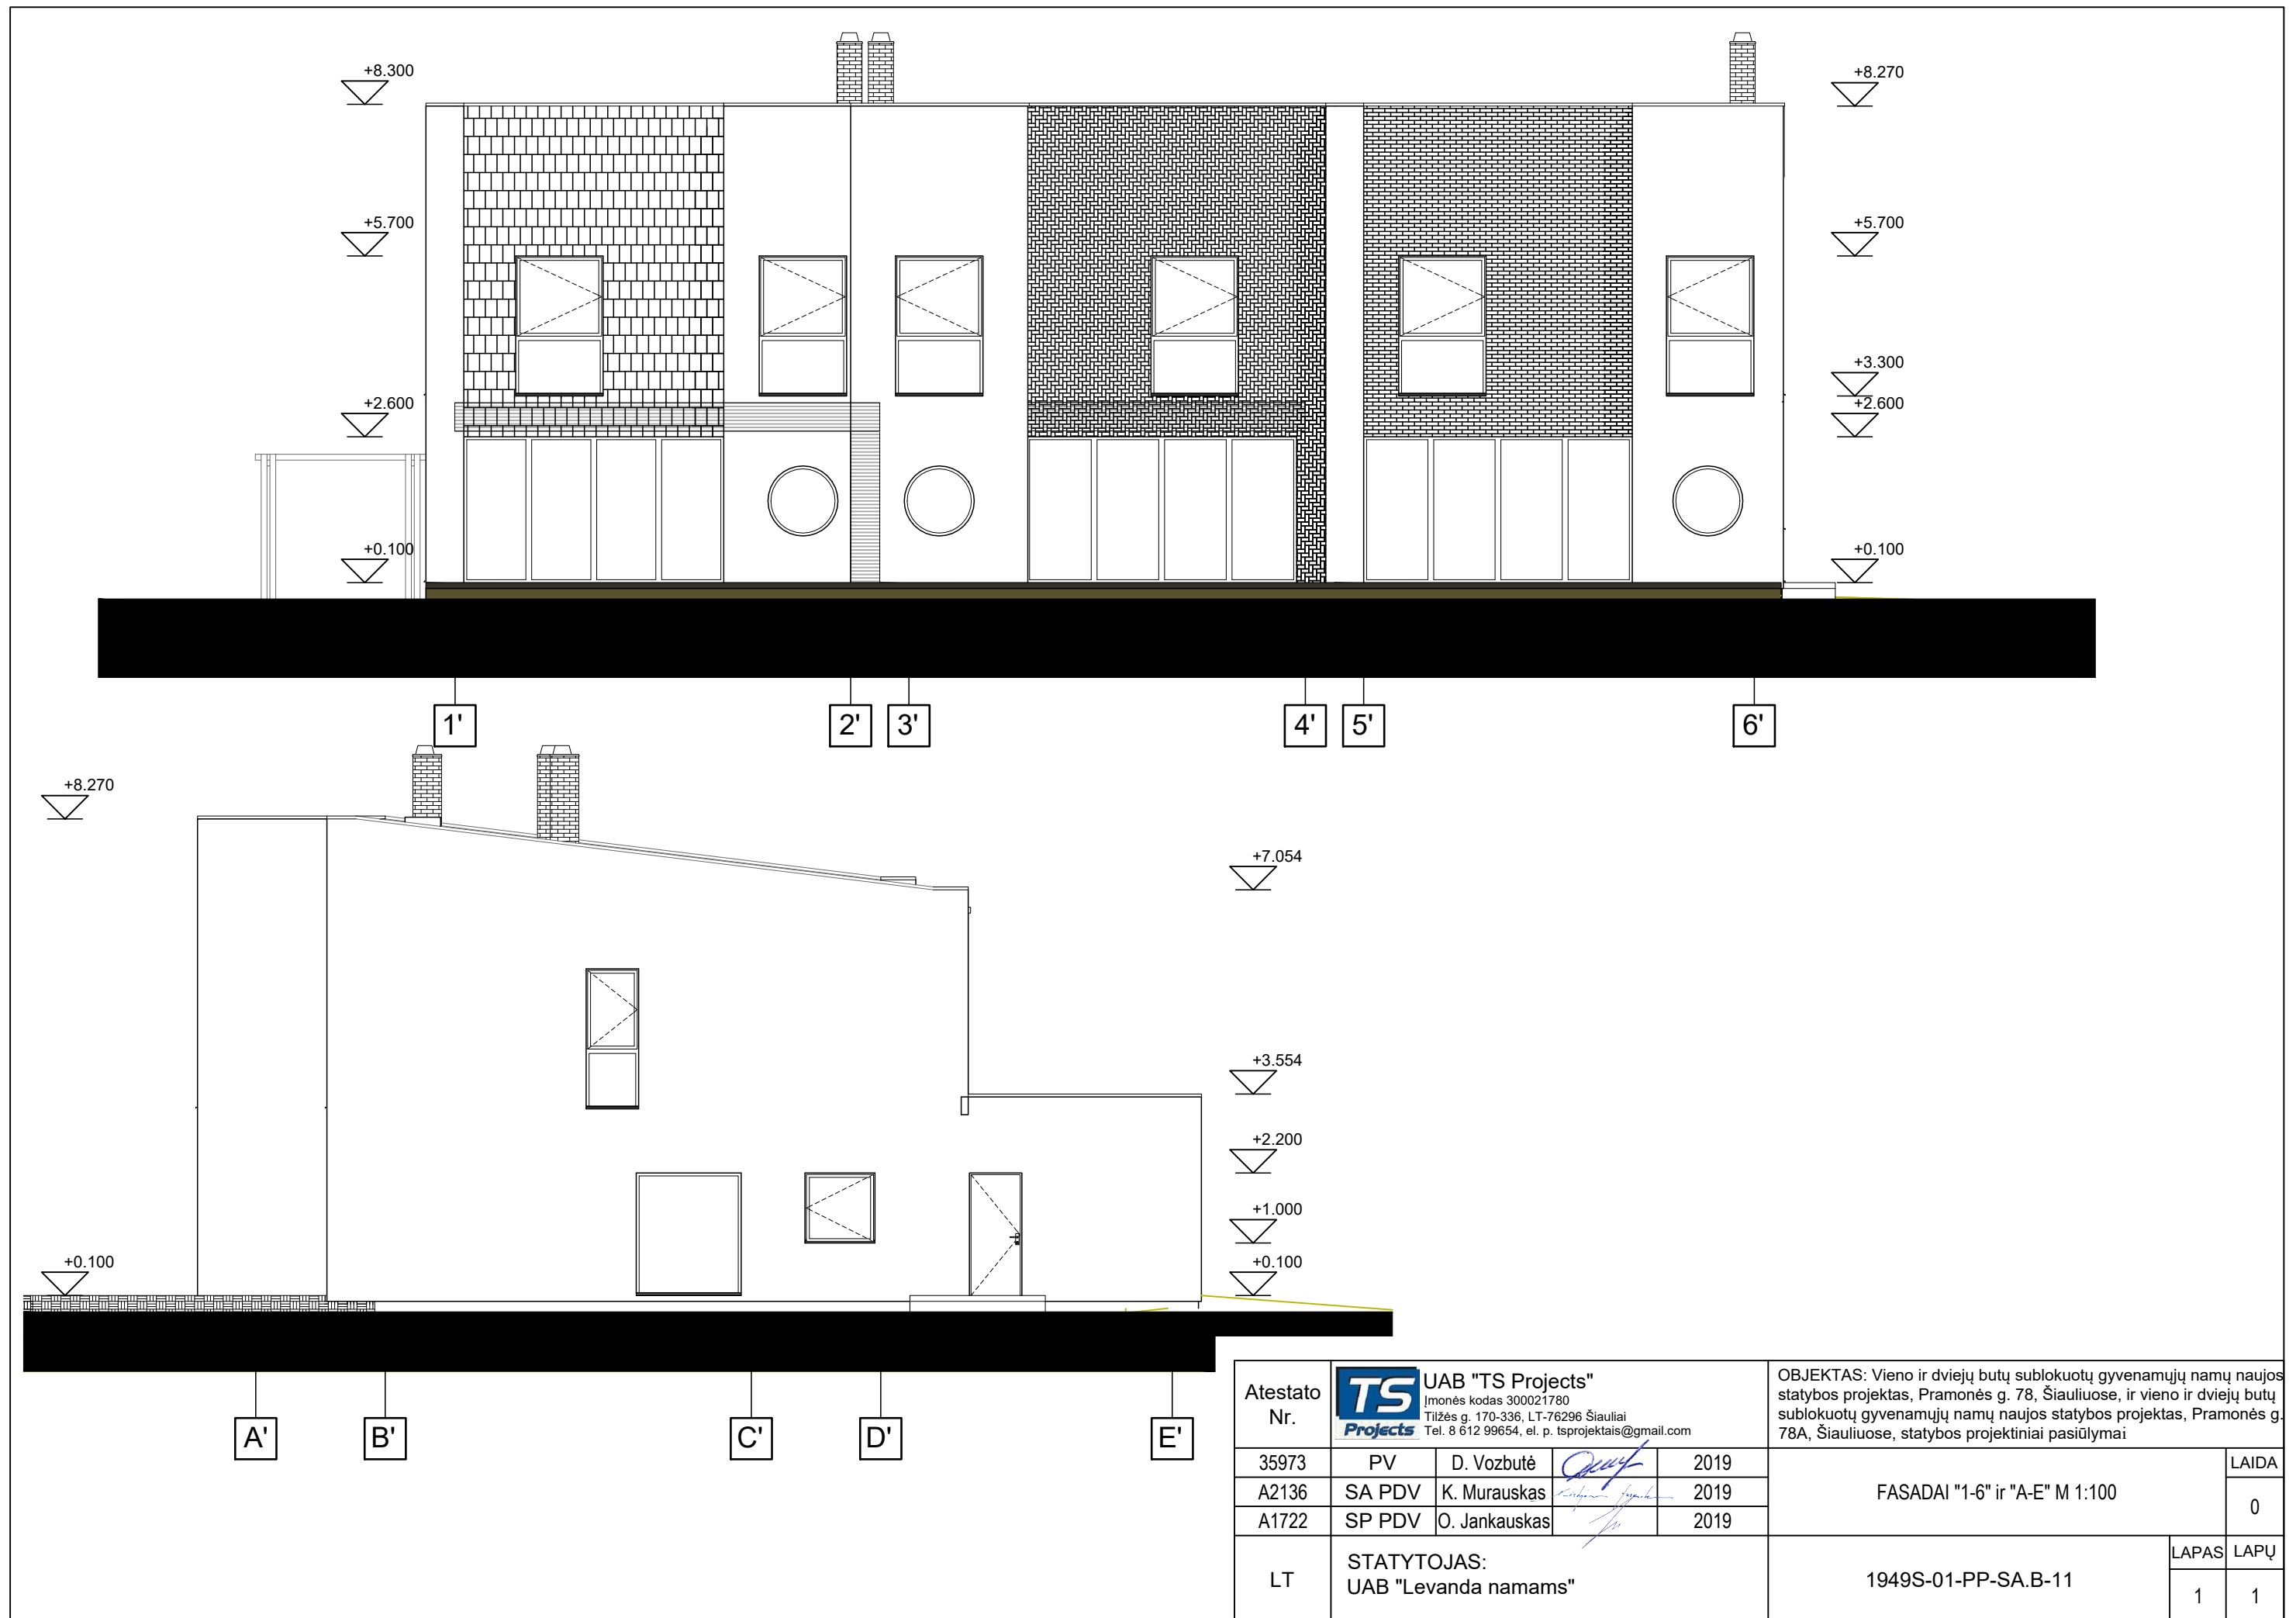 +8.300
+8.270
+5.700
+5.700
+3.300
+2.600
+2.600
+0.100
+0.100
1' 2' 3' 4' 5' 6'
+8.270
+7.054
+3.554
+2.200
+1.000
+0.100
+0.100
A' B' C' D' E'
Atestato Nr.
TS Projects
UAB "TS Projects"
Įmonės kodas 300021780
Tilžės g. 170-336, LT-76296 Šiauliai
Tel. 8 612 99654, el. p. tsprojektais@gmail.com
OBJEKTAS: Vieno ir dviejų butų sublokuotų gyvenamųjų namų naujos
statybos projektas, Pramonės g. 78, Šiauliuose, ir vieno ir dviejų butų
sublokuotų gyvenamųjų namų naujos statybos projektas, Pramonės g.
78A, Šiauliuose, statybos projektiniai pasiūlymai
35973 PV D. Vozbutė 2019
A2136 SA PDV K. Murauskas 2019
A1722 SP PDV O. Jankauskas 2019
FASADAI "1-6" ir "A-E" M 1:100
LAIDA
0
LT
STATYTOJAS:
UAB "Levanda namams"
1949S-01-PP-SA.B-11
LAPAS LAPŲ
1 1